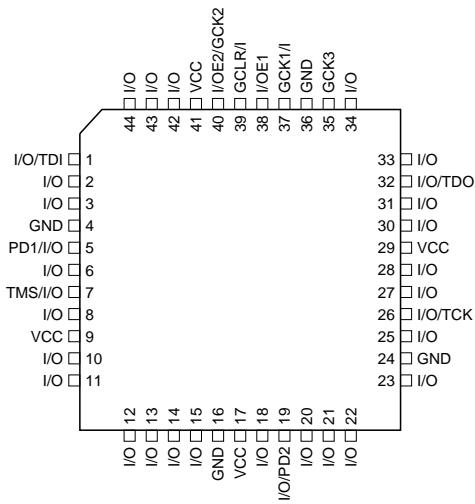 I/O
I/O
I/O
VCC
I/OE2/GCK2
GCLR/I
I/OE1
GCK1/I
GND
GCK3
I/O
44
43
42
41
40
39
38
37
36
35
34
I/O/TDI 1
I/O 2
I/O 3
GND 4
PD1/I/O 5
I/O 6
TMS/I/O 7
I/O 8
VCC 9
I/O 10
I/O 11
33 I/O
32 I/O/TDO
31 I/O
30 I/O
29 VCC
28 I/O
27 I/O
26 I/O/TCK
25 I/O
24 GND
23 I/O
12
13
14
15
16
17
18
19
20
21
22
I/O
I/O
I/O
I/O
GND
VCC
I/O
I/O/PD2
I/O
I/O
I/O